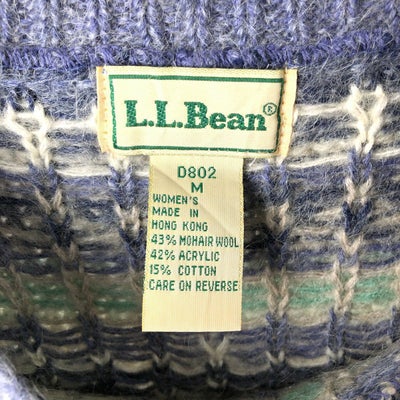 L.L.Bean®
D802
M
WOMEN'S
MADE IN
HONG KONG
43% MOHAIR WOOL
42% ACRYLIC
15% COTTON
CARE ON REVERSE